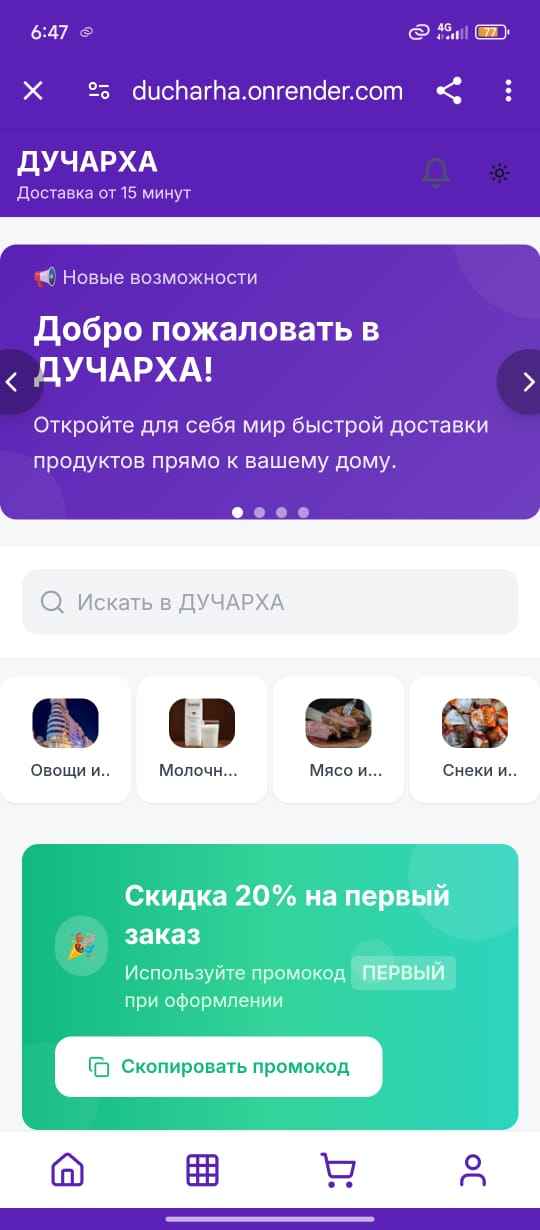 6:47
4G
77
ducharha.onrender.com
ДУЧАРХА
Доставка от 15 минут
Новые возможности
Добро пожаловать в
ДУЧАРХА!
Откройте для себя мир быстрой доставки
продуктов прямо к вашему дому.
Искать в ДУЧАРХА
Овощи и..
Молочн...
Мясо и...
Снеки и..
Скидка 20% на первый
заказ
Используйте промокод ПЕРВЫЙ
при оформлении
Скопировать промокод